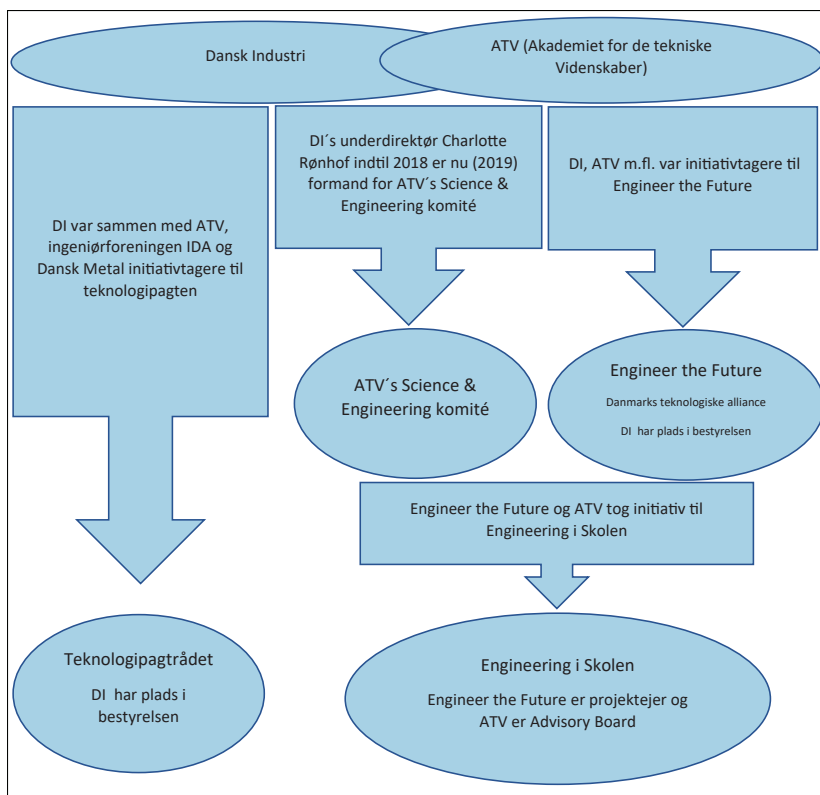 Dansk Industri
ATV (Akademiet for de tekniske
Videnskaber)
DI var sammen med ATV,
ingeniørforeningen IDA og
Dansk Metal initiativtagere til
teknologipagten
DI´s underdirektør Charlotte
Rønhof indtil 2018 er nu (2019)
formand for ATV´s Science &
Engineering komité
DI, ATV m.fl. var initiativtagere til
Engineer the Future
ATV´s Science &
Engineering komité
Engineer the Future
Danmarks teknologiske alliance
DI har plads i bestyrelsen
Engineer the Future og ATV tog initiativ til
Engineering i Skolen
Teknologipagtrådet
DI har plads i
bestyrelsen
Engineering i Skolen
Engineer the Future er projektejer og
ATV er Advisory Board